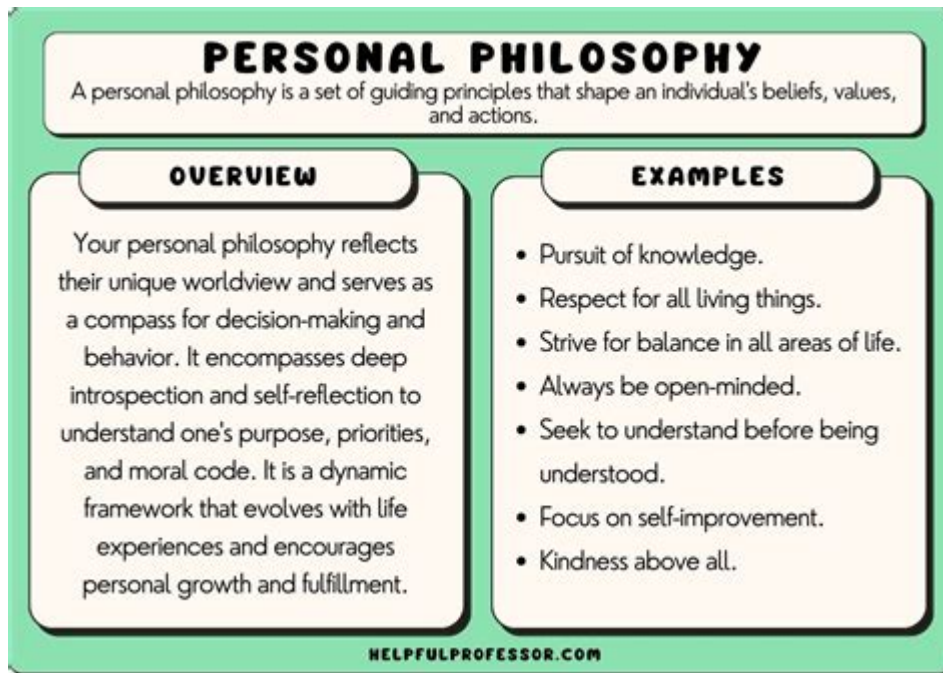 PERSONAL PHILOSOPHY
A personal philosophy is a set of guiding principles that shape an individual's beliefs, values,
and actions.
OVERVIEW
Your personal philosophy reflects
their unique worldview and serves as
a compass for decision-making and
behavior. It encompasses deep
introspection and self-reflection to
understand one's purpose, priorities,
and moral code. It is a dynamic
framework that evolves with life
experiences and encourages
personal growth and fulfillment.
EXAMPLES
• Pursuit of knowledge.
• Respect for all living things.
• Strive for balance in all areas of life.
• Always be open-minded.
• Seek to understand before being
understood.
• Focus on self-improvement.
• Kindness above all.
HELPFULPROFESSOR.COM